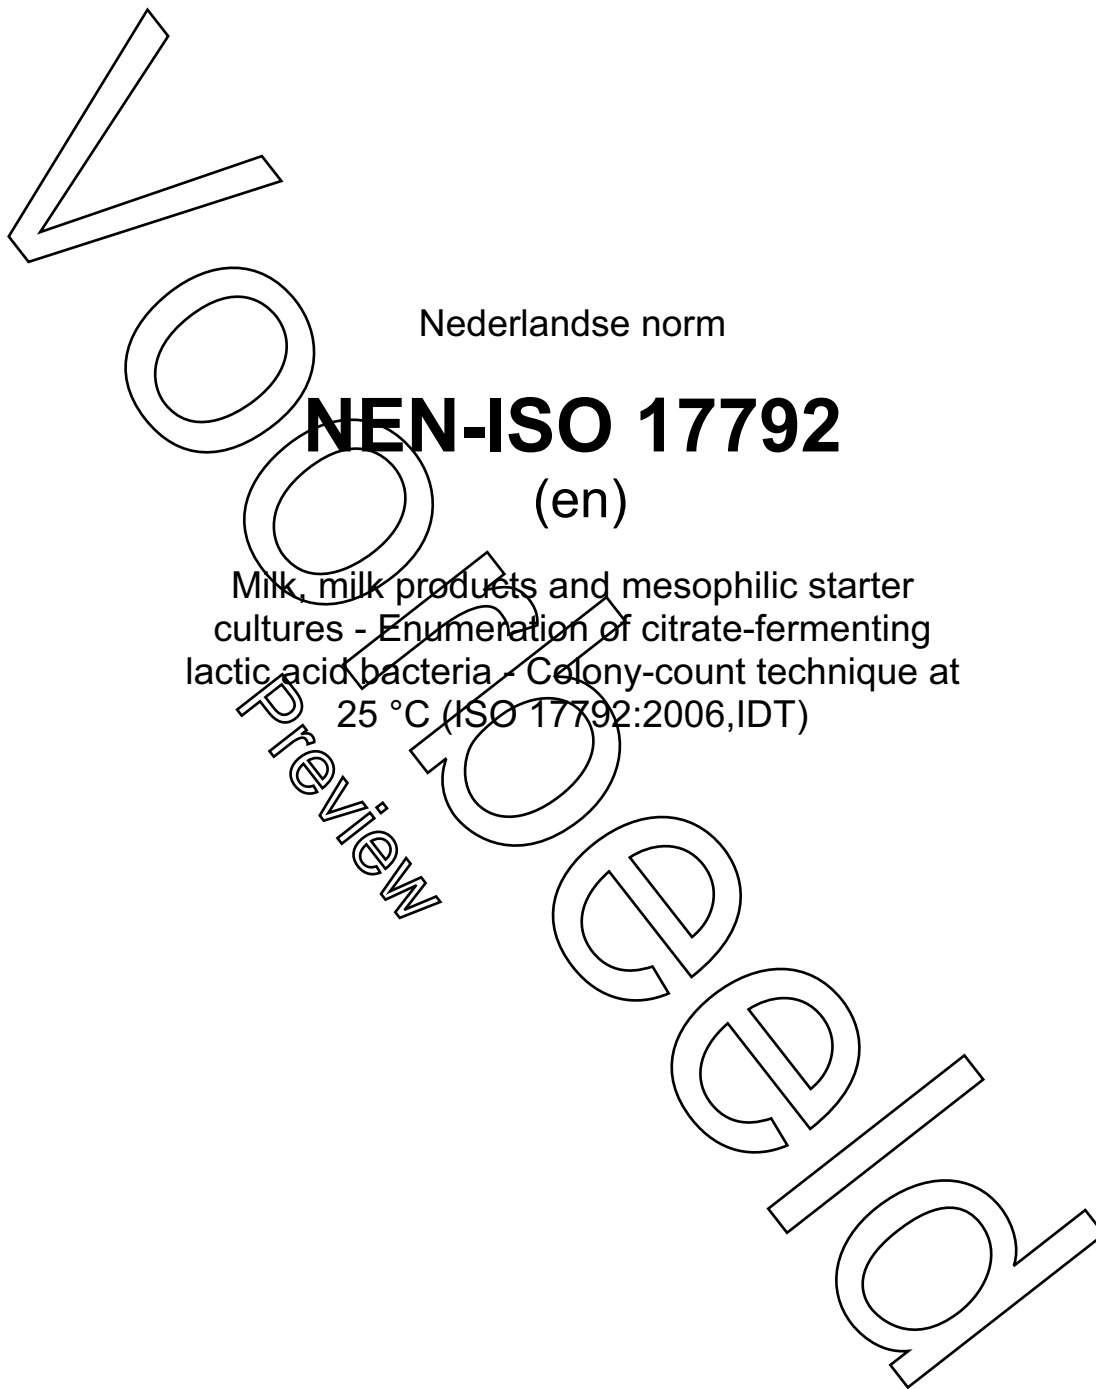 Nederlandse norm
NEN-ISO 17792
(en)
Milk, milk products and mesophilic starter
cultures - Enumeration of citrate-fermenting
lactic acid bacteria - Colony-count technique at
25 °C (ISO 17792:2006,IDT)
Voorbeeld
Preview